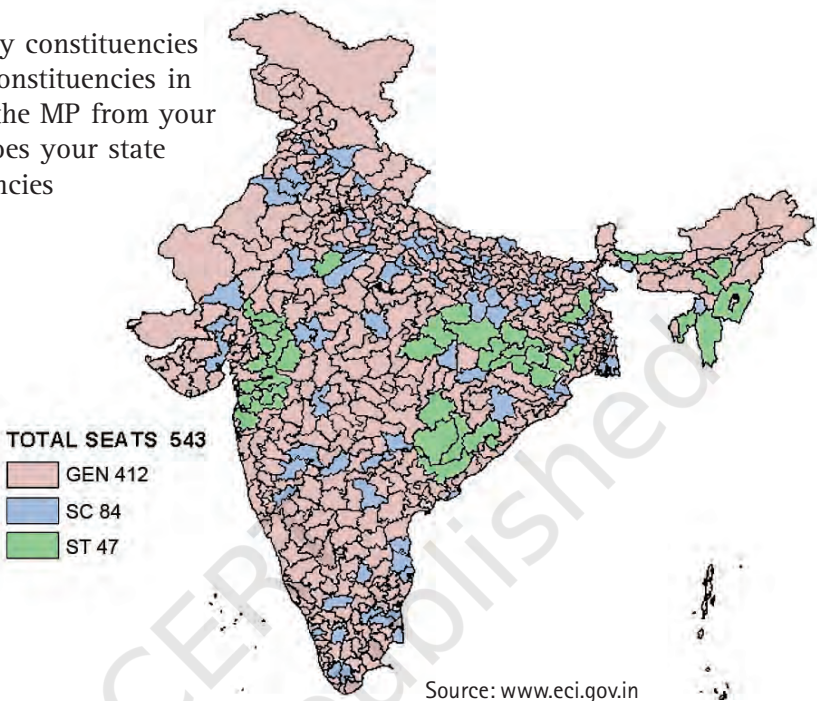 y constituencies
onstituencies in
the MP from your
oes your state
ncies
TOTAL SEATS 543
GEN 412
SC 84
ST 47
Source: www.eci.gov.in